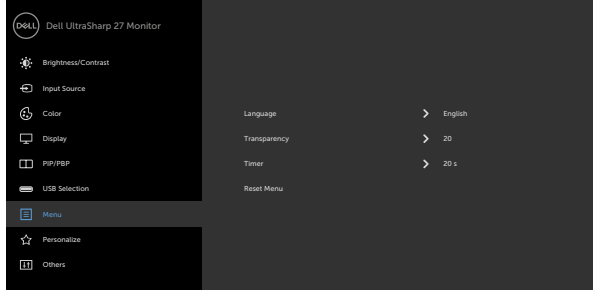 DELL Dell UltraSharp 27 Monitor
Brightness/Contrast
Input Source
Color
Language English
Display
Transparency 20
PIP/PBP
Timer 20 s
USB Selection
Reset Menu
Menu
Personalize
Others